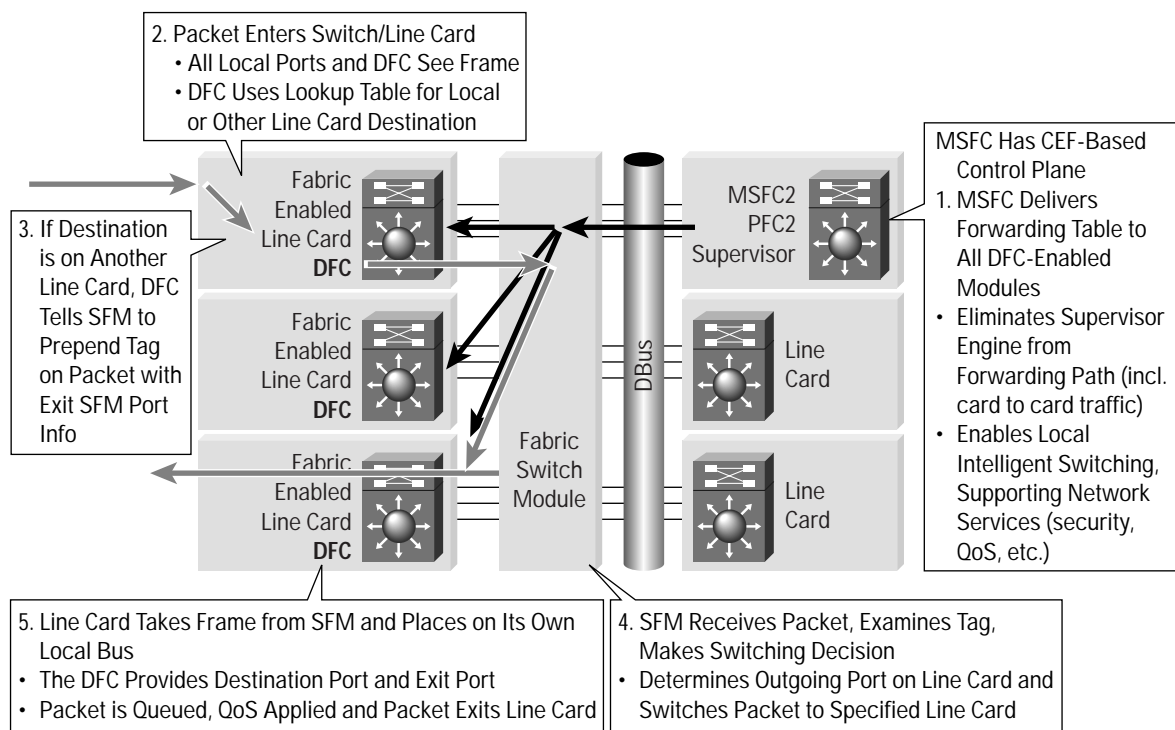 2. Packet Enters Switch/Line Card
• All Local Ports and DFC See Frame
• DFC Uses Lookup Table for Local
or Other Line Card Destination
MSFC Has CEF-Based
Control Plane
1. MSFC Delivers
Forwarding Table to
All DFC-Enabled
Modules
• Eliminates Supervisor
Engine from
Forwarding Path (incl.
card to card traffic)
• Enables Local
Intelligent Switching,
Supporting Network
Services (security,
QoS, etc.)
3. If Destination
is on Another
Line Card, DFC
Tells SFM to
Prepend Tag
on Packet with
Exit SFM Port
Info
Fabric
Enabled
Line Card
DFC
Fabric
Enabled
Line Card
DFC
Fabric
Enabled
Line Card
DFC
Fabric
Switch
Module
DBus
MSFC2
PFC2
Supervisor
Line
Card
Line
Card
5. Line Card Takes Frame from SFM and Places on Its Own
Local Bus
• The DFC Provides Destination Port and Exit Port
• Packet is Queued, QoS Applied and Packet Exits Line Card
4. SFM Receives Packet, Examines Tag,
Makes Switching Decision
• Determines Outgoing Port on Line Card and
Switches Packet to Specified Line Card